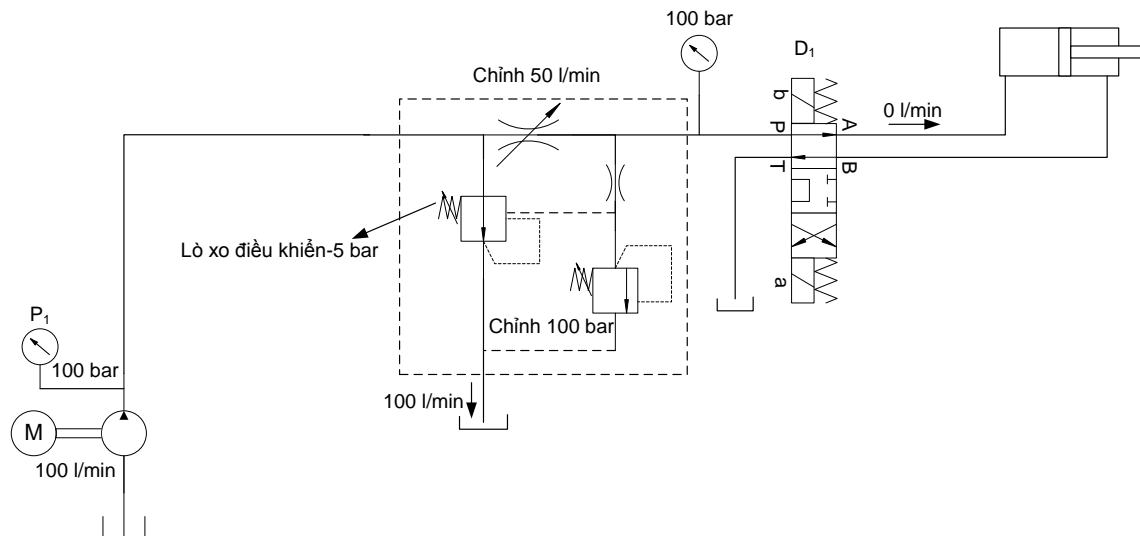 100 bar
D1
Chỉnh 50 l/min
b
0 l/min
P
A
T
B
Lò xo điều khiển-5 bar
a
Chỉnh 100 bar
P1
100 bar
100 l/min
M
100 l/min